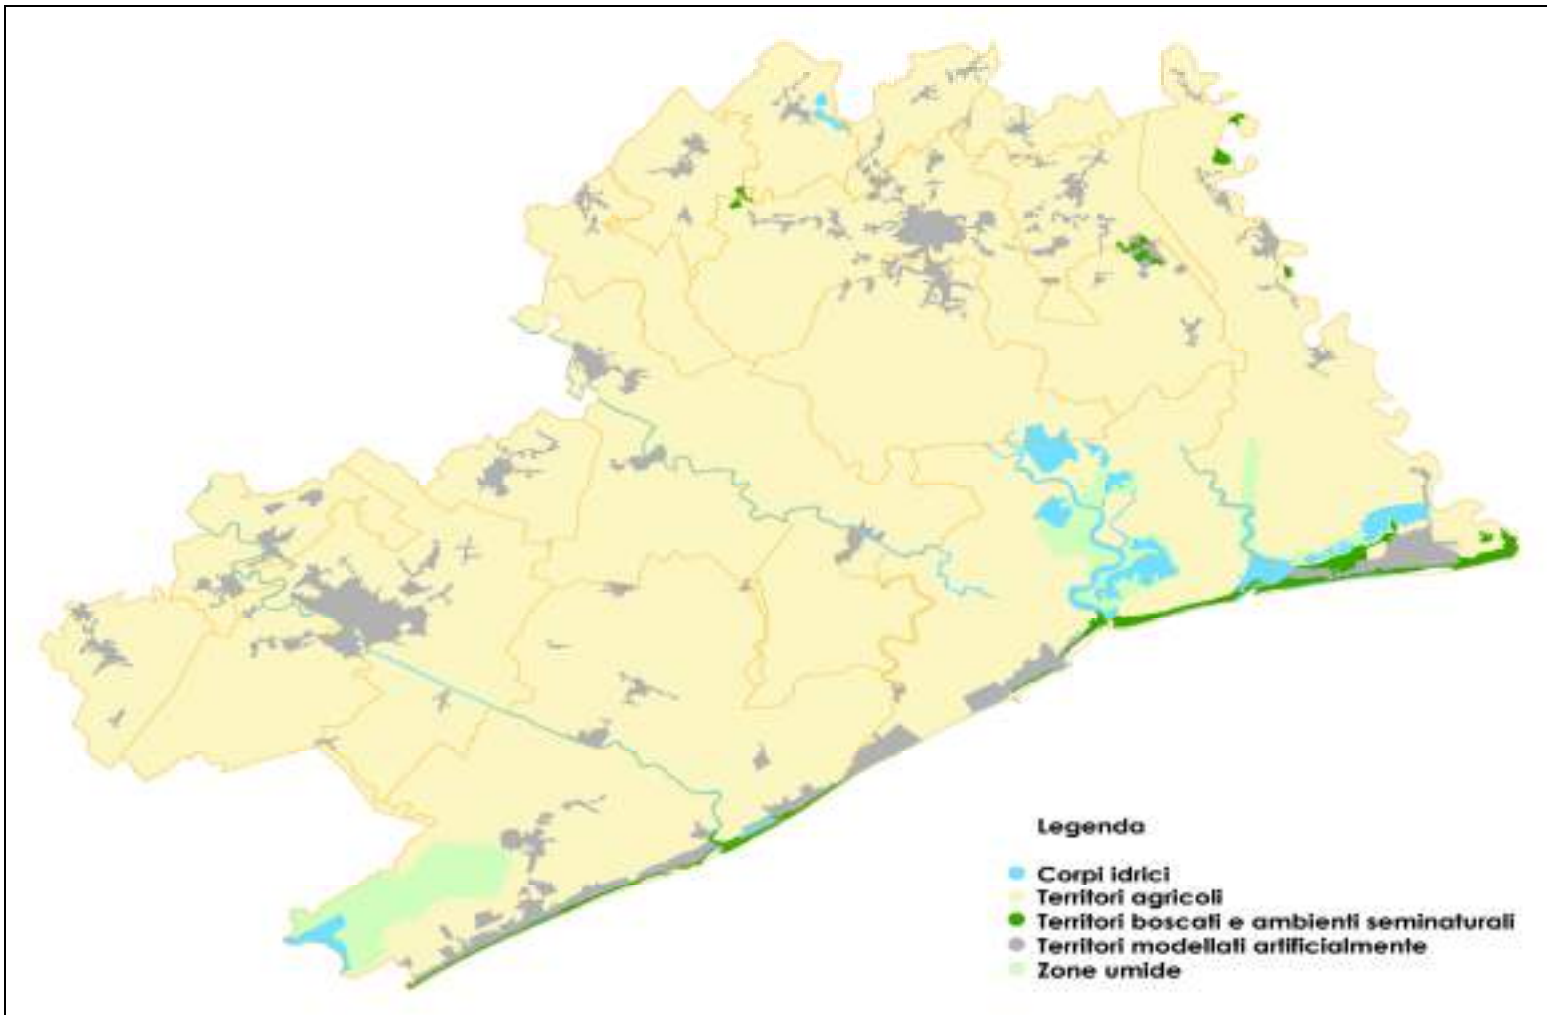 Legenda
Corpi idrici
Territori agricoli
Territori boscati e ambienti seminaturali
Territori modellati artificialmente
Zone umide